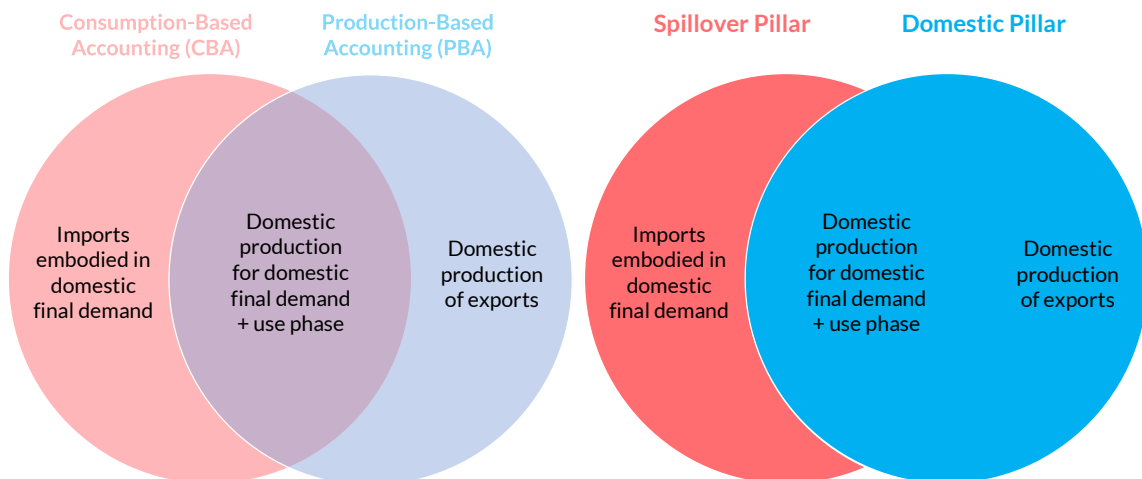 Consumption-Based
Accounting (CBA)
Production-Based
Accounting (PBA)
Imports
embodied in
domestic
final demand
Domestic
production
for domestic
final demand
+ use phase
Domestic
production
of exports
Spillover Pillar
Domestic Pillar
Imports
embodied in
domestic
final demand
Domestic
production
for domestic
final demand
+ use phase
Domestic
production
of exports